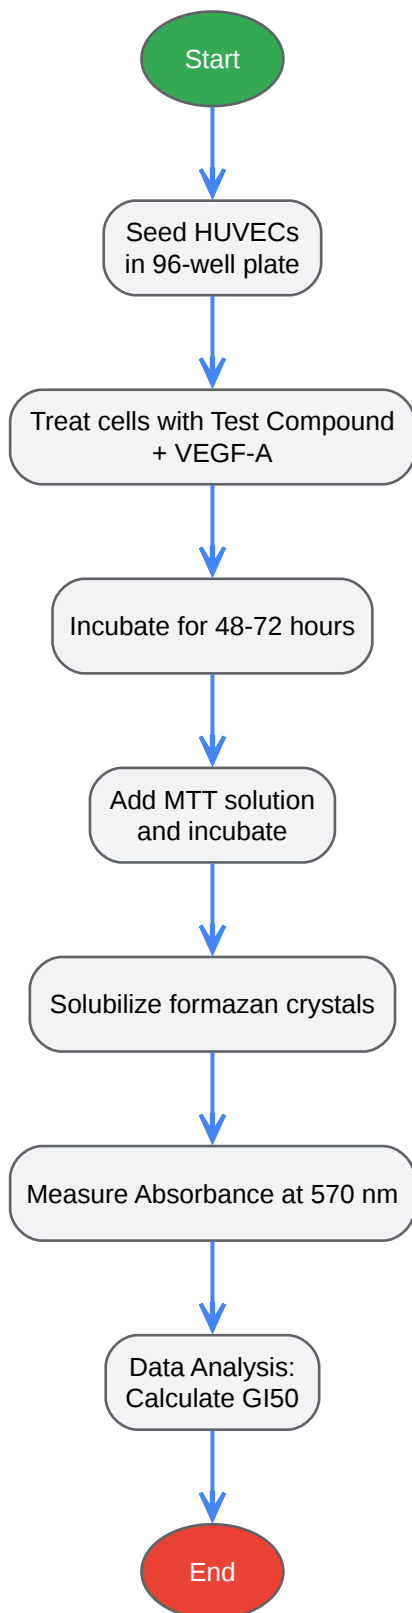 Start
Seed HUVECs
in 96-well plate
Treat cells with Test Compound
+ VEGF-A
Incubate for 48-72 hours
Add MTT solution
and incubate
Solubilize formazan crystals
Measure Absorbance at 570 nm
Data Analysis:
Calculate GI50
End